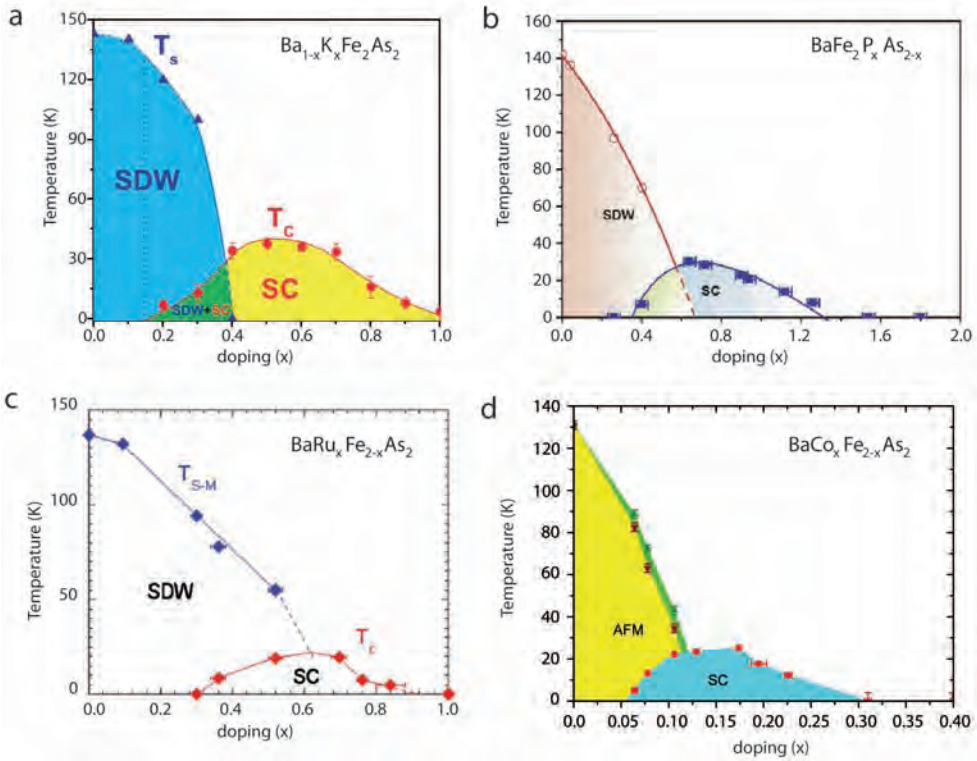 a
Ba1-xKxFe2As2
Ts
SDW
Tc
SC
SDW+SC
Temperature (K)
150
120
90
60
30
0
0.0 0.2 0.4 0.6 0.8 1.0
doping (x)
b
BaFe2PxAs2-x
SDW
SC
Temperature (K)
160
140
120
100
80
60
40
20
0
0.0 0.4 0.8 1.2 1.6 2.0
doping (x)
c
BaRuxFe2-xAs2
TS-M
SDW
Tc
SC
Temperature (K)
150
100
50
0
0.0 0.2 0.4 0.6 0.8 1.0
doping (x)
d
BaCoxFe2-xAs2
AFM
SC
Temperature (K)
140
120
100
80
60
40
20
0
0.0 0.05 0.10 0.15 0.20 0.25 0.30 0.35 0.40
doping (x)